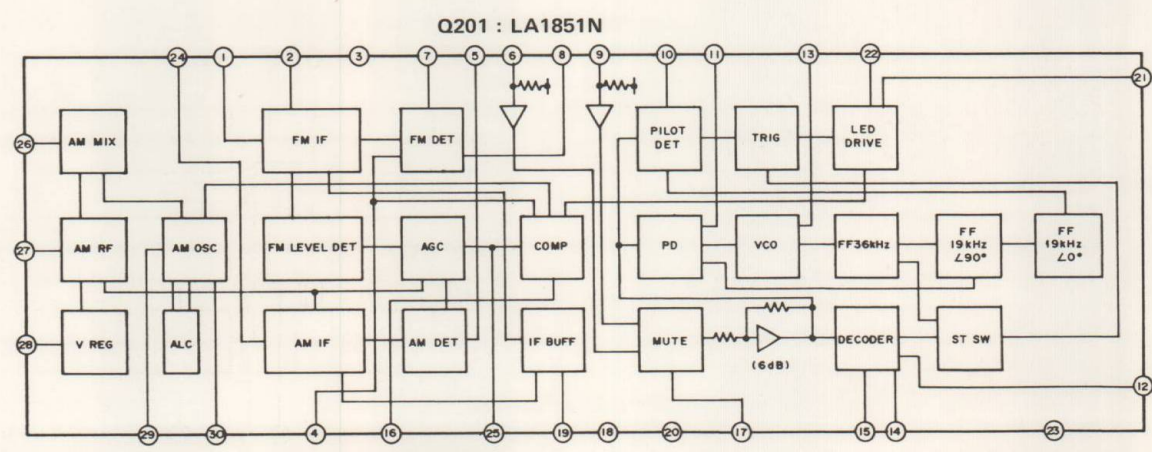 Q201 : LA1851N
24 1 2 3 7 5 6 8 9 10 11 13 22
21
26
AM MIX
FM IF
FM DET
PILOT
DET
TRIG
LED
DRIVE
27
AM RF
AM OSC
FM LEVEL DET
AGC
COMP
PD
VCO
FF36kHz
FF
19kHz
∠90°
FF
19kHz
∠0°
28
V REG
ALC
AM IF
AM DET
IF BUFF
MUTE
(6dB)
DECODER
ST SW
12
29 30 4 16 25 19 18 20 17 15 14 23